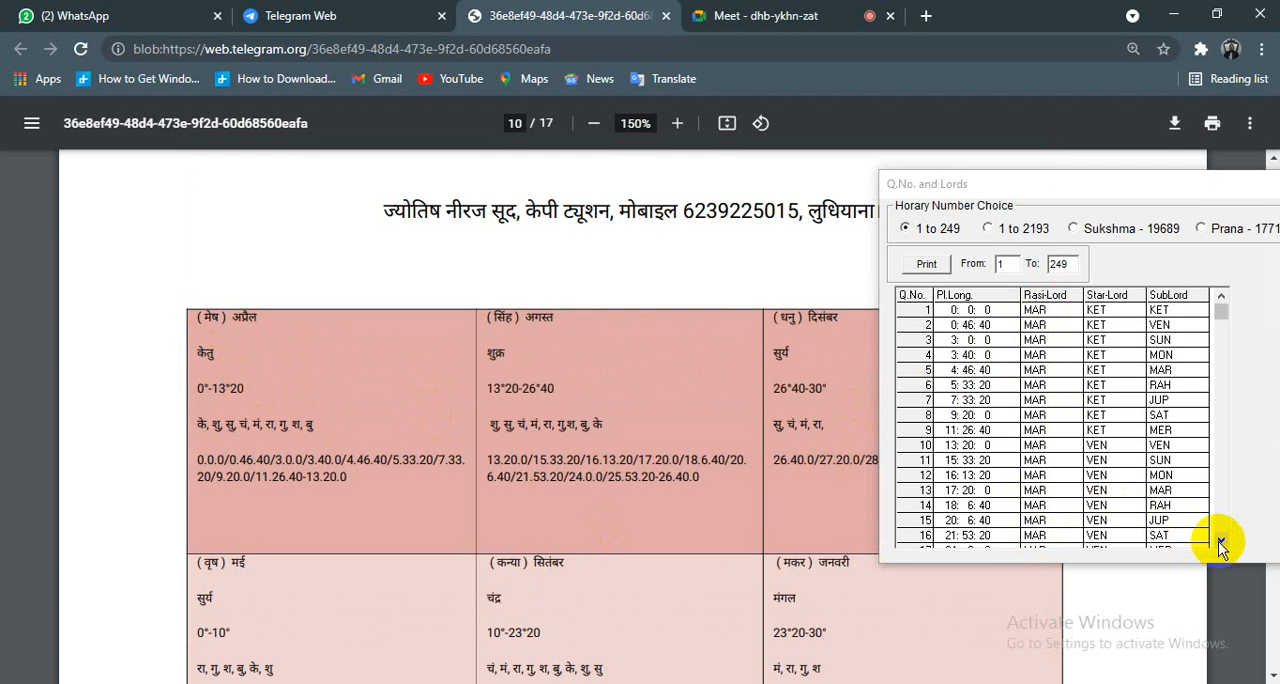 (2) WhatsApp
Telegram Web
36e8ef49-48d4-473e-9f2d-60d68
Meet - dhb-ykhn-zat
blob:https://web.telegram.org/36e8ef49-48d4-473e-9f2d-60d68560eafa
Apps
How to Get Windo...
How to Download...
Gmail
YouTube
Maps
News
Translate
Reading list
36e8ef49-48d4-473e-9f2d-60d68560eafa
10 / 17
150%
ज्योतिष नीरज सूद, केपी ट्यूशन, मोबाइल 6239225015, लुधियाना
(मेष) अप्रैल
केतु
0°-13°20
के, शु, सु, चं, मं, रा, गु, श, बु
0.0.0/0.46.40/3.0.0/3.40.0/4.46.40/5.33.20/7.33.
20/9.20.0/11.26.40-13.20.0
(सिंह) अगस्त
शुक्र
13°20-26°40
शु, सु, चं, मं, रा, गु,श, बु, के
13.20.0/15.33.20/16.13.20/17.20.0/18.6.40/20.
6.40/21.53.20/24.0.0/25.53.20-26.40.0
(धनु) दिसंबर
सुर्य
26°40-30°
सु, चं, मं, रा,
26.40.0/27.20.0/28
(वृष) मई
सुर्य
0°-10°
रा, गु, श, बु, के, शु
(कन्या) सितंबर
चंद्र
10°-23°20
चं, मं, रा, गु, श, बु, के, शु, सु
(मकर) जनवरी
मंगल
23°20-30°
मं, रा, गु, श
Q.No. and Lords
Horary Number Choice
1 to 249
1 to 2193
Sukshma - 19689
Prana - 1771
Print
From: 1 To: 249
Q.No. Pl.Long. Rasi-Lord Star-Lord SubLord
1 0: 0: 0 MAR KET KET
2 0: 46: 40 MAR KET VEN
3 3: 0: 0 MAR KET SUN
4 3: 40: 0 MAR KET MON
5 4: 46: 40 MAR KET MAR
6 5: 33: 20 MAR KET RAH
7 7: 33: 20 MAR KET JUP
8 9: 20: 0 MAR KET SAT
9 11: 26: 40 MAR KET MER
10 13: 20: 0 MAR VEN VEN
11 15: 33: 20 MAR VEN SUN
12 16: 13: 20 MAR VEN MON
13 17: 20: 0 MAR VEN MAR
14 18: 6: 40 MAR VEN RAH
15 20: 6: 40 MAR VEN JUP
16 21: 53: 20 MAR VEN SAT
Activate Windows
Go to Settings to activate Windows.